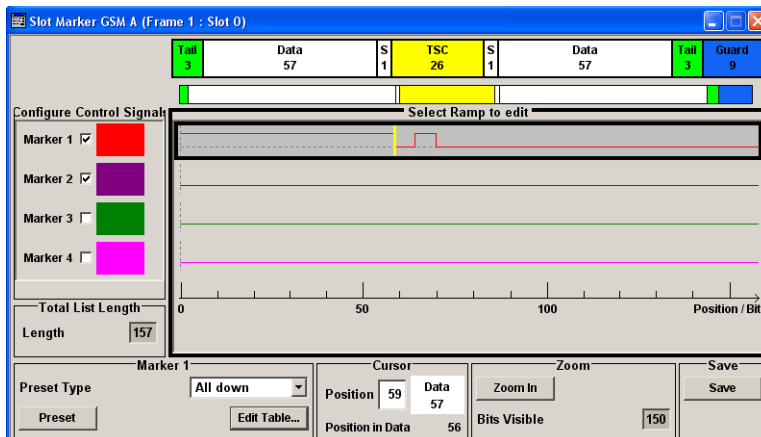 Slot Marker GSM A (Frame 1 : Slot 0)
Tail Data S TSC S Data Tail Guard
3 57 1 26 1 57 3 9
Configure Control Signals
Select Ramp to edit
Marker 1
Marker 2
Marker 3
Marker 4
0 50 100 Position / Bit
Total List Length
Length 157
Marker 1
Preset Type All down
Preset Edit Table...
Cursor
Position 59 Data
57
Position in Data 56
Zoom
Zoom In
Bits Visible 150
Save
Save